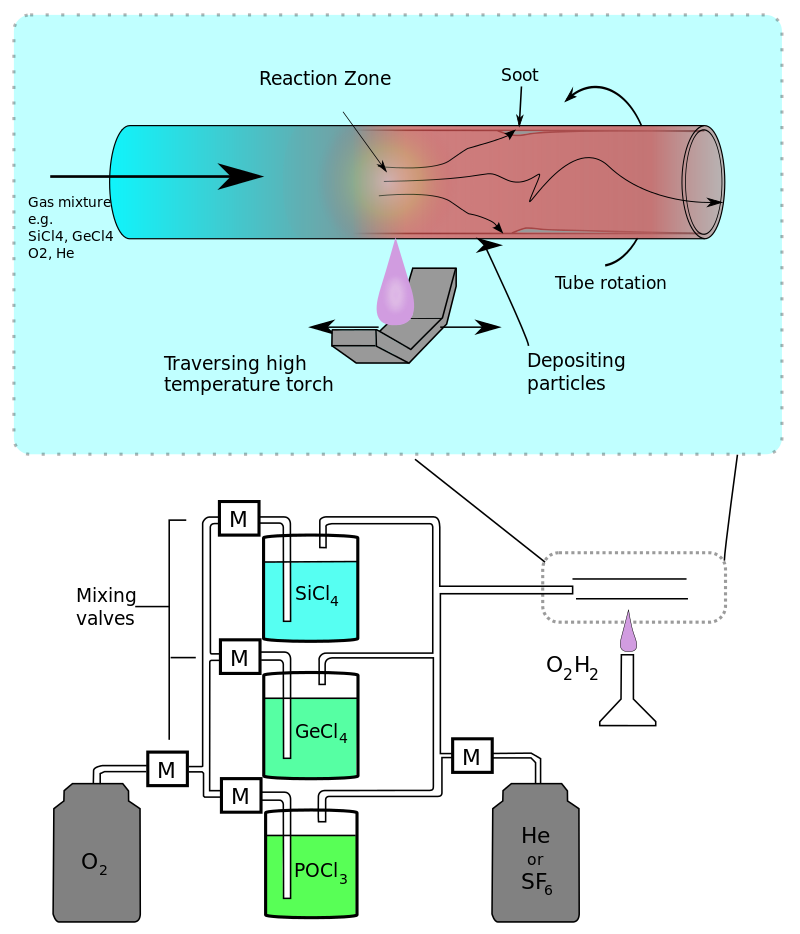 Reaction Zone
Soot
Gas mixture
e.g.
SiCl4, GeCl4
O2, He
Tube rotation
Traversing high
temperature torch
Depositing
particles
M
SiCl4
Mixing
valves
M
GeCl4
O2H2
M
M
M
POCl3
O2
He
or
SF6